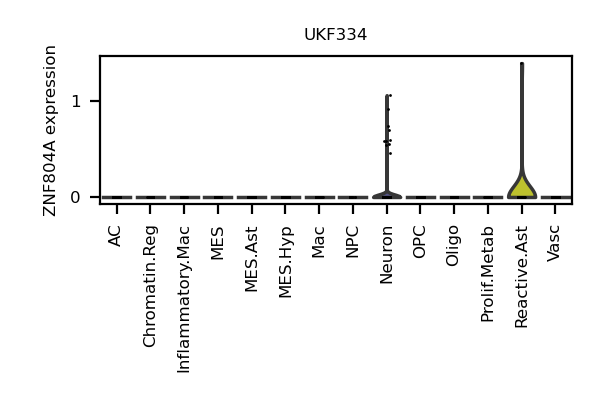 UKF334
ZNF804A expression
1
0
AC
Chromatin.Reg
Inflammatory.Mac
MES
MES.Ast
MES.Hyp
Mac
NPC
Neuron
OPC
Oligo
Prolif.Metab
Reactive.Ast
Vasc